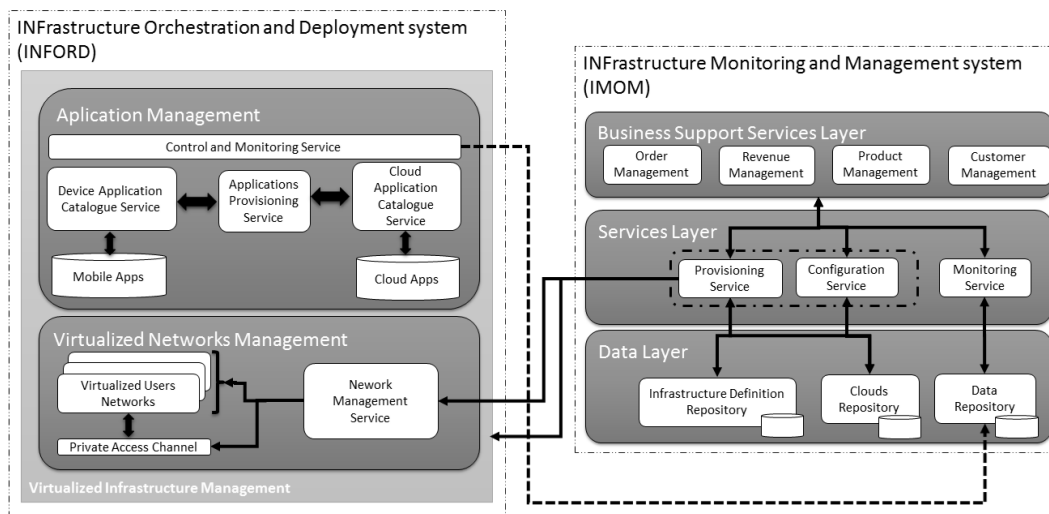 INFrastructure Orchestration and Deployment system
(INFORD)
Aplication Management
Control and Monitoring Service
Device Application
Catalogue Service
Applications
Provisioning
Service
Cloud
Application
Catalogue
Service
Mobile Apps
Cloud Apps
Virtualized Networks Management
Virtualized Users
Networks
Private Access Channel
Nework
Management
Service
Virtualized Infrastructure Management
INFrastructure Monitoring and Management system
(IMOM)
Business Support Services Layer
Order
Management
Revenue
Management
Product
Management
Customer
Management
Services Layer
Provisioning
Service
Configuration
Service
Monitoring
Service
Data Layer
Infrastructure Definition
Repository
Clouds
Repository
Data
Repository